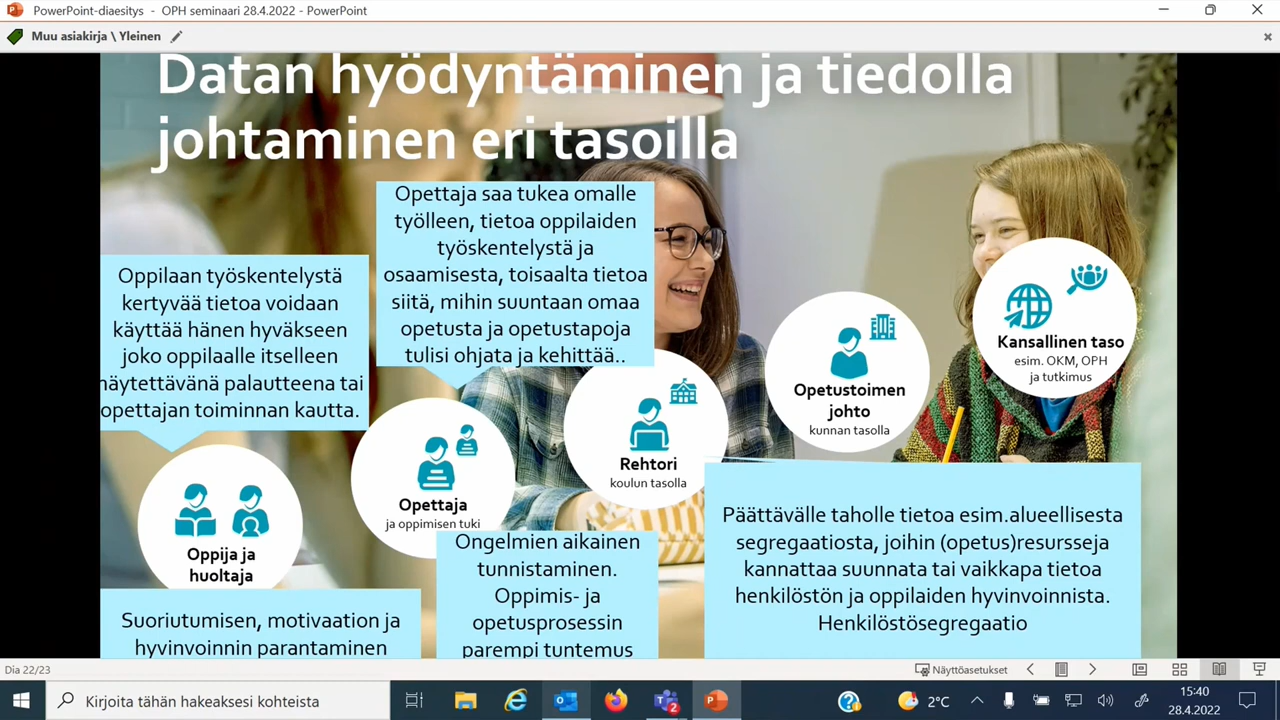 PowerPoint-diaesitys - OPH seminaari 28.4.2022 - PowerPoint
Muu asiakirja \ Yleinen
Datan hyödyntäminen ja tiedolla
johtaminen eri tasoilla
Oppilaan työskentelystä
kertyvää tietoa voidaan
käyttää hänen hyväkseen
joko oppilaalle itselleen
näytettävänä palautteena tai
opettajan toiminnan kautta.
Opettaja saa tukea omalle
työlleen, tietoa oppilaiden
työskentelystä ja
osaamisesta, toisaalta tietoa
siitä, mihin suuntaan omaa
opetusta ja opetustapoja
tulisi ohjata ja kehittää..
Oppija ja
huoltaja
Opettaja
ja oppimisen tuki
Rehtori
koulun tasolla
Opetustoimen
johto
kunnan tasolla
Kansallinen taso
esim. OKM, OPH
ja tutkimus
Suoriutumisen, motivaation ja
hyvinvoinnin parantaminen
Ongelmien aikainen
tunnistaminen.
Oppimis- ja
opetusprosessin
parempi tuntemus
Päättävälle taholle tietoa esim.alueellisesta
segregaatiosta, joihin (opetus)resursseja
kannattaa suunnata tai vaikkapa tietoa
henkilöstön ja oppilaiden hyvinvoinnista.
Henkilöstösegregaatio
Dia 22/23
Näyttöasetukset
Kirjoita tähän hakeaksesi kohteista
2
2°C
15:40
28.4.2022